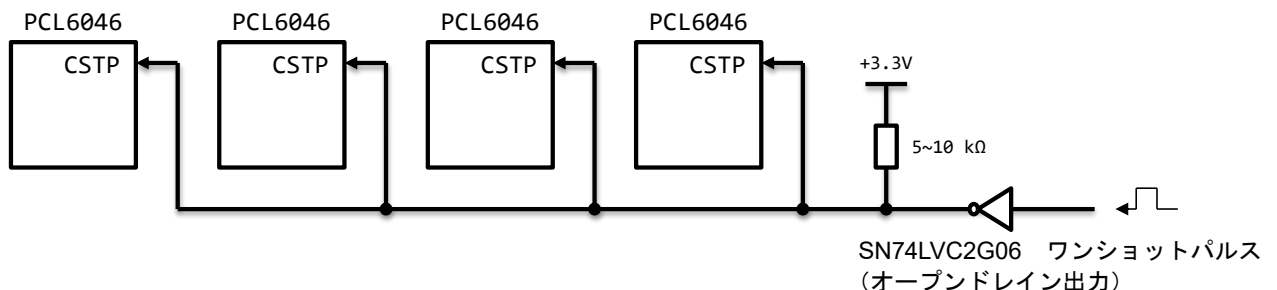 PCL6046 PCL6046 PCL6046 PCL6046
CSTP CSTP CSTP CSTP
+3.3V
5~10 kΩ
SN74LVC2G06 ワンショットパルス
（オープンドレイン出力）